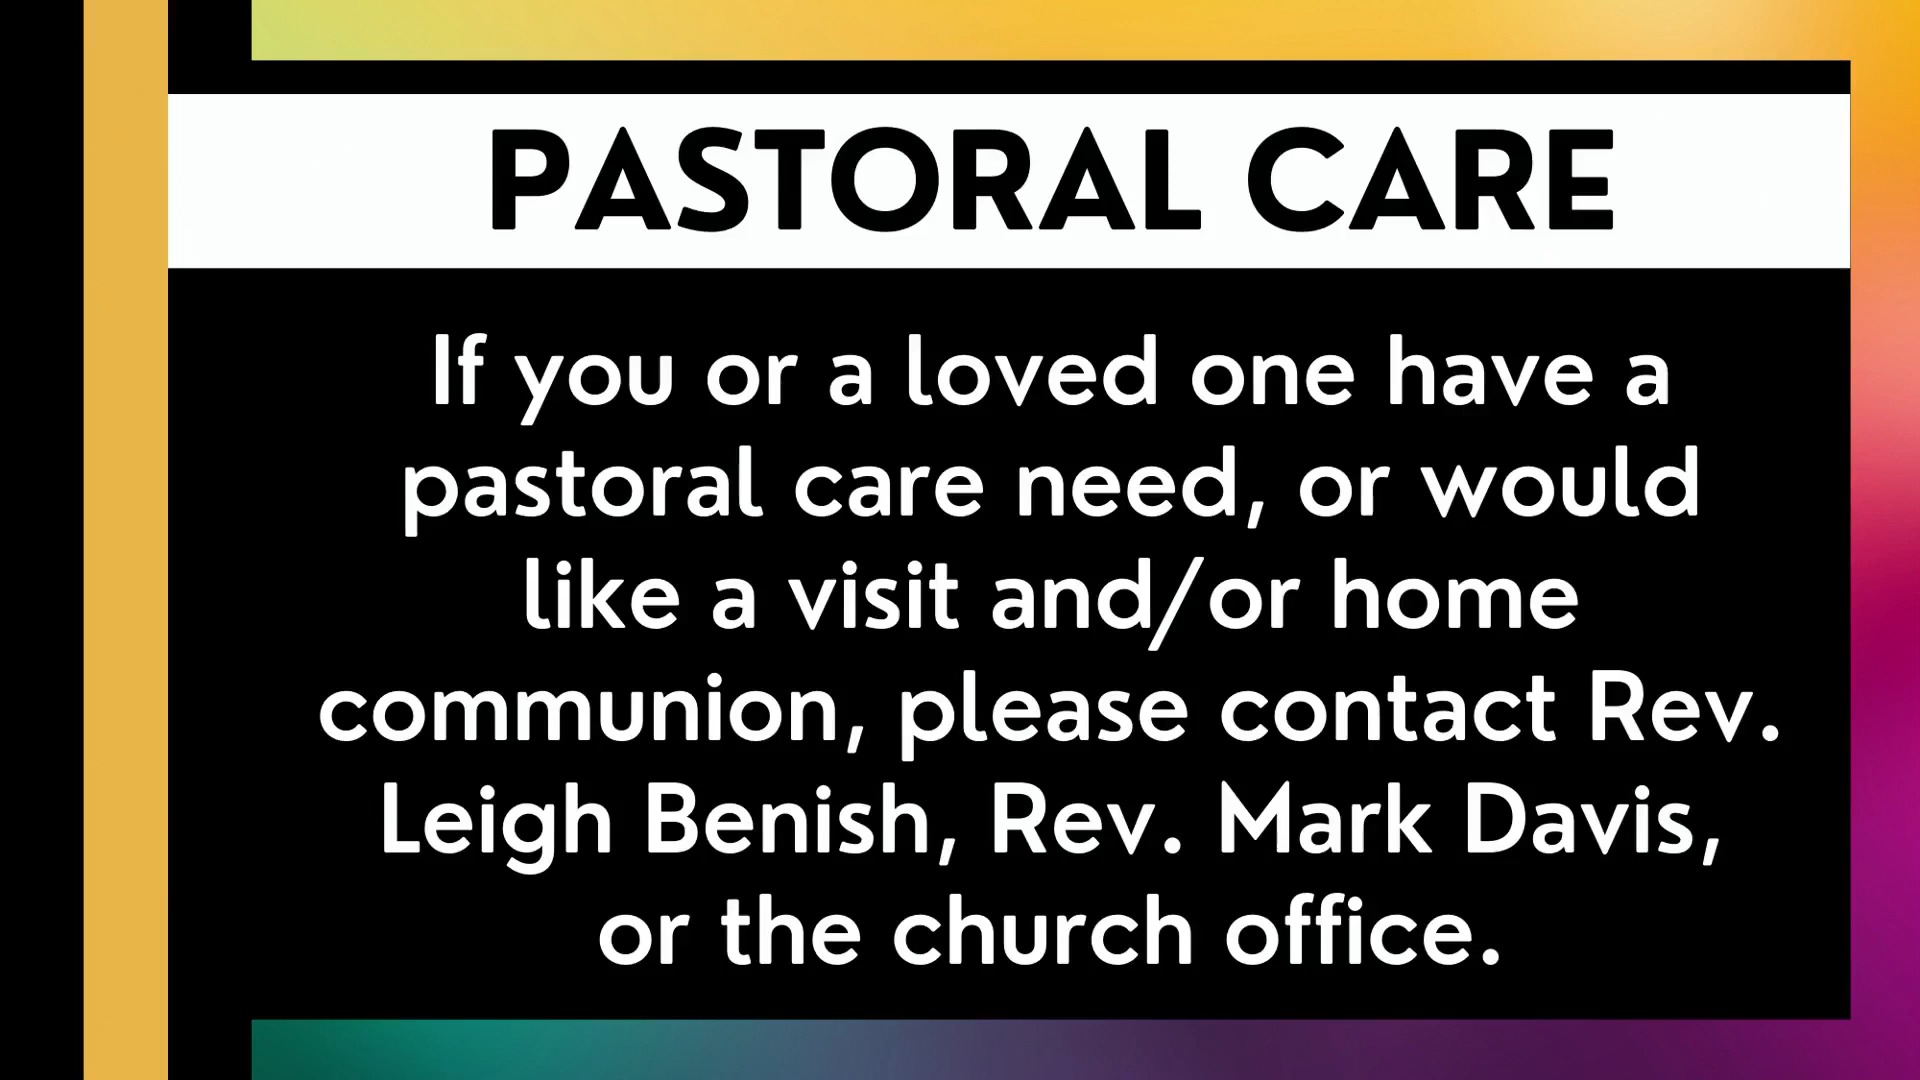 PASTORAL CARE
If you or a loved one have a
pastoral care need, or would
like a visit and/or home
communion, please contact Rev.
Leigh Benish, Rev. Mark Davis,
or the church office.